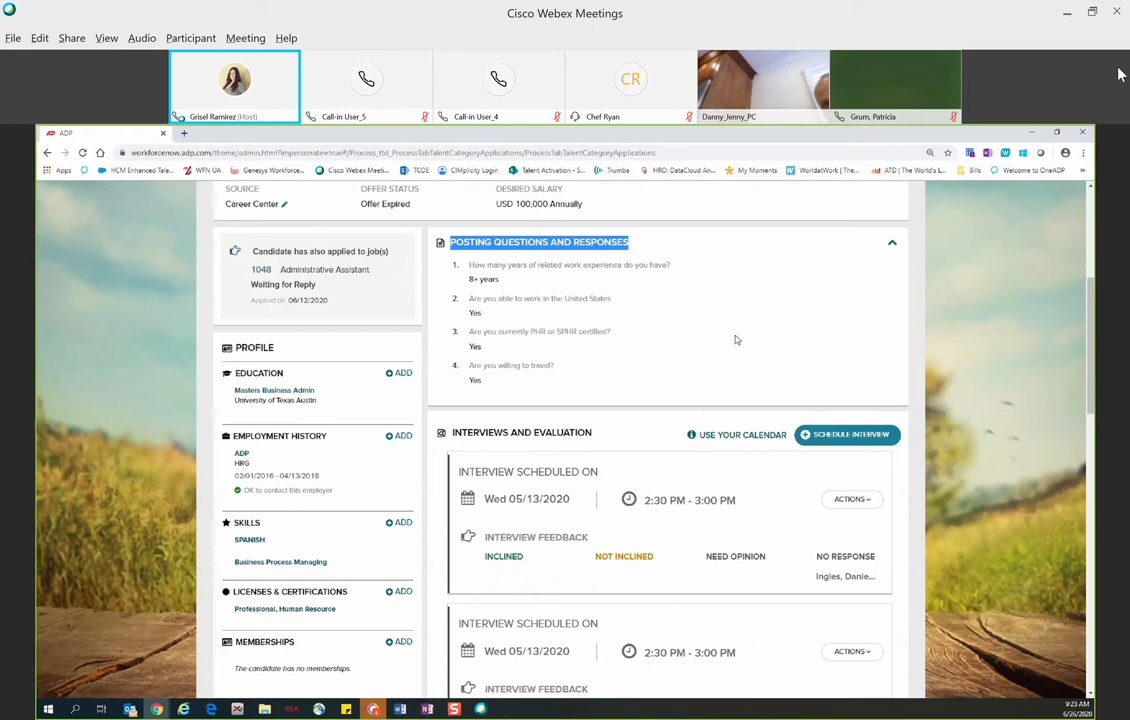 Cisco Webex Meetings
File Edit Share View Audio Participant Meeting Help
CR
Grisel Ramirez (Host) Call-in User_5 Call-in User_4 Chef Ryan Danny_Jenny_PC Grum, Patricia
ADP
workforcenow.adp.com/theme/admin.html?impersonate=true#/Process_ttd_ProcessTabTalentCategoryApplications/ProcessTabTalentCategoryApplications
Apps HCM Enhanced Tale... WFN UA Genesys Workforce... Cisco Webex Meeti... TCOE CIMplicity Login Talent Activation - S... Trumba HRO: DataCloud An... My Moments WorldatWork | The... ATD | The World's L... Bills Welcome to OneADP
SOURCE OFFER STATUS DESIRED SALARY
Career Center Offer Expired USD 100,000 Annually
Candidate has also applied to job(s)
1048 Administrative Assistant
Waiting for Reply
Applied on 06/12/2020
POSTING QUESTIONS AND RESPONSES
1. How many years of related work experience do you have?
8+ years
2. Are you able to work in the United States
Yes
3. Are you currently PHR or SPHR certified?
Yes
4. Are you willing to travel?
Yes
PROFILE
EDUCATION ADD
Masters Business Admin
University of Texas Austin
EMPLOYMENT HISTORY ADD
ADP
HRG
02/01/2016 - 04/13/2018
OK to contact this employer
SKILLS ADD
SPANISH
Business Process Managing
LICENSES & CERTIFICATIONS ADD
Professional, Human Resource
MEMBERSHIPS ADD
The candidate has no memberships.
INTERVIEWS AND EVALUATION USE YOUR CALENDAR SCHEDULE INTERVIEW
INTERVIEW SCHEDULED ON
Wed 05/13/2020 2:30 PM - 3:00 PM ACTIONS
INTERVIEW FEEDBACK
INCLINED NOT INCLINED NEED OPINION NO RESPONSE
Ingles, Danie...
INTERVIEW SCHEDULED ON
Wed 05/13/2020 2:30 PM - 3:00 PM ACTIONS
INTERVIEW FEEDBACK
9:23 AM
6/26/2020